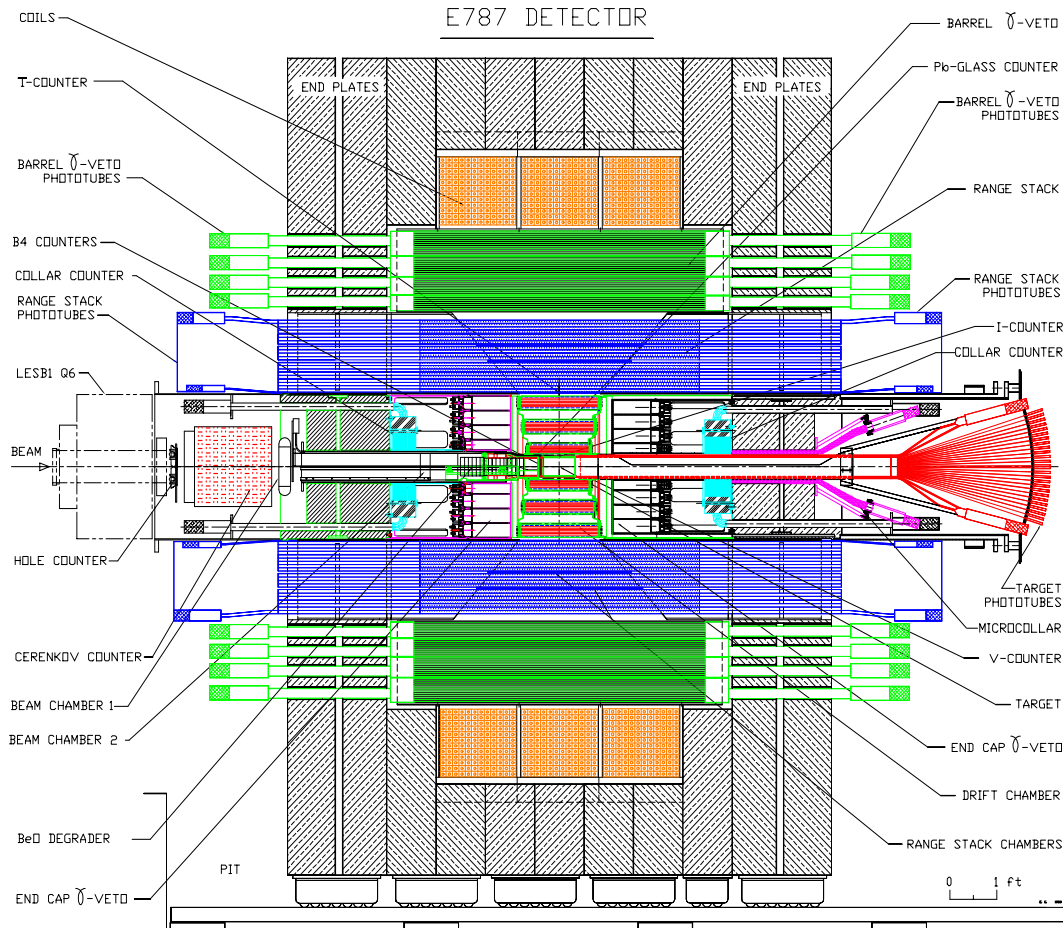 E787 DETECTOR
COILS
T-COUNTER
BARREL γ-VETO
PHOTOTUBES
B4 COUNTERS
COLLAR COUNTER
RANGE STACK
PHOTOTUBES
LESB1 Q6
BEAM
HOLE COUNTER
CERENKOV COUNTER
BEAM CHAMBER 1
BEAM CHAMBER 2
BeO DEGRADER
END CAP γ-VETO
PIT
END PLATES
END PLATES
BARREL γ-VETO
Pb-GLASS COUNTER
BARREL γ-VETO
PHOTOTUBES
RANGE STACK
RANGE STACK
PHOTOTUBES
I-COUNTER
COLLAR COUNTER
TARGET
PHOTOTUBES
MICROCOLLAR
V-COUNTER
TARGET
END CAP γ-VETO
DRIFT CHAMBER
RANGE STACK CHAMBERS
0 1 ft